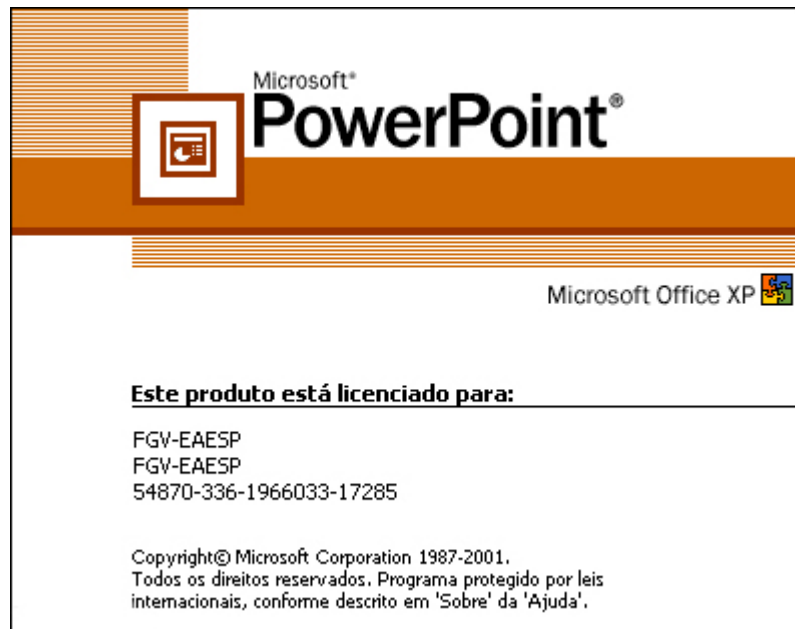 Microsoft®
PowerPoint®
Microsoft Office XP
Este produto está licenciado para:
FGV-EAESP
FGV-EAESP
54870-336-1966033-17285
Copyright© Microsoft Corporation 1987-2001.
Todos os direitos reservados. Programa protegido por leis
internacionais, conforme descrito em 'Sobre' da 'Ajuda'.